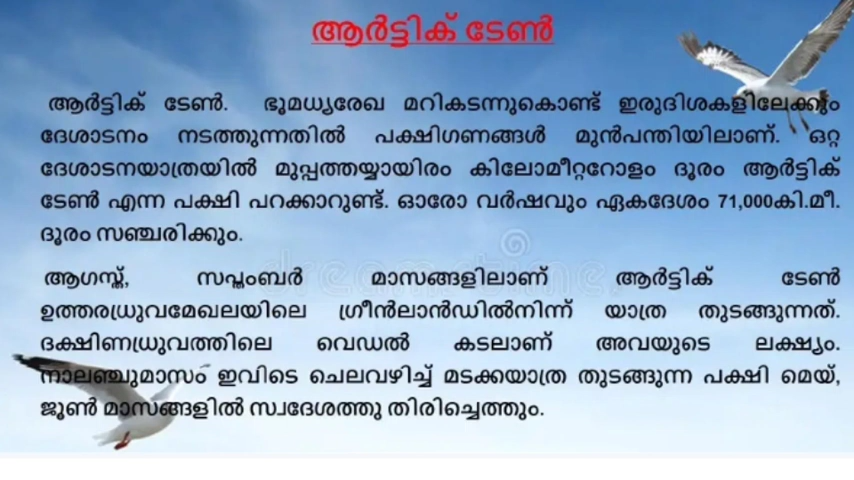 ആർട്ടിക് ടേൺ
ആർട്ടിക് ടേൺ. ഭൂമധ്യരേഖ മറികടന്നുകൊണ്ട് ഇരുദിശകളിലേക്കും
ദേശാടനം നടത്തുന്നതിൽ പക്ഷിഗണങ്ങൾ മുൻപന്തിയിലാണ്. ഒറ്റ
ദേശാടനയാത്രയിൽ മുപ്പത്തയ്യായിരം കിലോമീറ്ററോളം ദൂരം ആർട്ടിക്
ടേൺ എന്ന പക്ഷി പറക്കാറുണ്ട്. ഓരോ വർഷവും ഏകദേശം 71,000കി.മീ.
ദൂരം സഞ്ചരിക്കും.
dreamstime.
ആഗസ്ത്, സപ്തംബർ മാസങ്ങളിലാണ് ആർട്ടിക് ടേൺ
ഉത്തരധ്രുവമേഖലയിലെ ഗ്രീൻലാൻഡിൽനിന്ന് യാത്ര തുടങ്ങുന്നത്.
ദക്ഷിണധ്രുവത്തിലെ വെഡൽ കടലാണ് അവയുടെ ലക്ഷ്യം.
നാലഞ്ചുമാസം ഇവിടെ ചെലവഴിച്ച് മടക്കയാത്ര തുടങ്ങുന്ന പക്ഷി മെയ്,
ജൂൺ മാസങ്ങളിൽ സ്വദേശത്തു തിരിച്ചെത്തും.